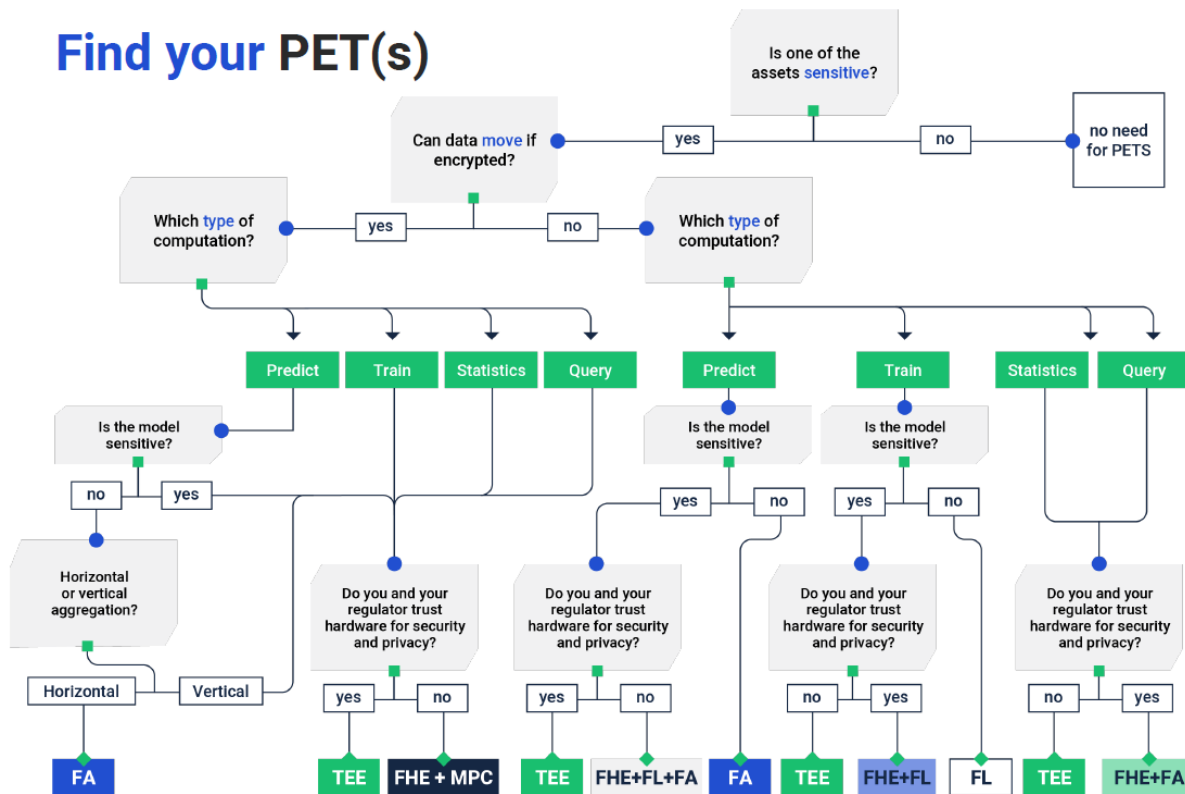 Find your PET(s)
Is one of the
assets sensitive?
Can data move if
encrypted?
yes
no
no need
for PETS
Which type of
computation?
yes
no
Which type of
computation?
Predict
Train
Statistics
Query
Predict
Train
Statistics
Query
Is the model
sensitive?
Is the model
sensitive?
Is the model
sensitive?
no
yes
yes
no
yes
no
Horizontal
or vertical
aggregation?
Do you and your
regulator trust
hardware for security
and privacy?
Do you and your
regulator trust
hardware for security
and privacy?
Do you and your
regulator trust
hardware for security
and privacy?
Do you and your
regulator trust
hardware for security
and privacy?
Horizontal
Vertical
yes
no
yes
no
no
yes
no
yes
FA
TEE
FHE + MPC
TEE
FHE+FL+FA
FA
TEE
FHE+FL
FL
TEE
FHE+FA